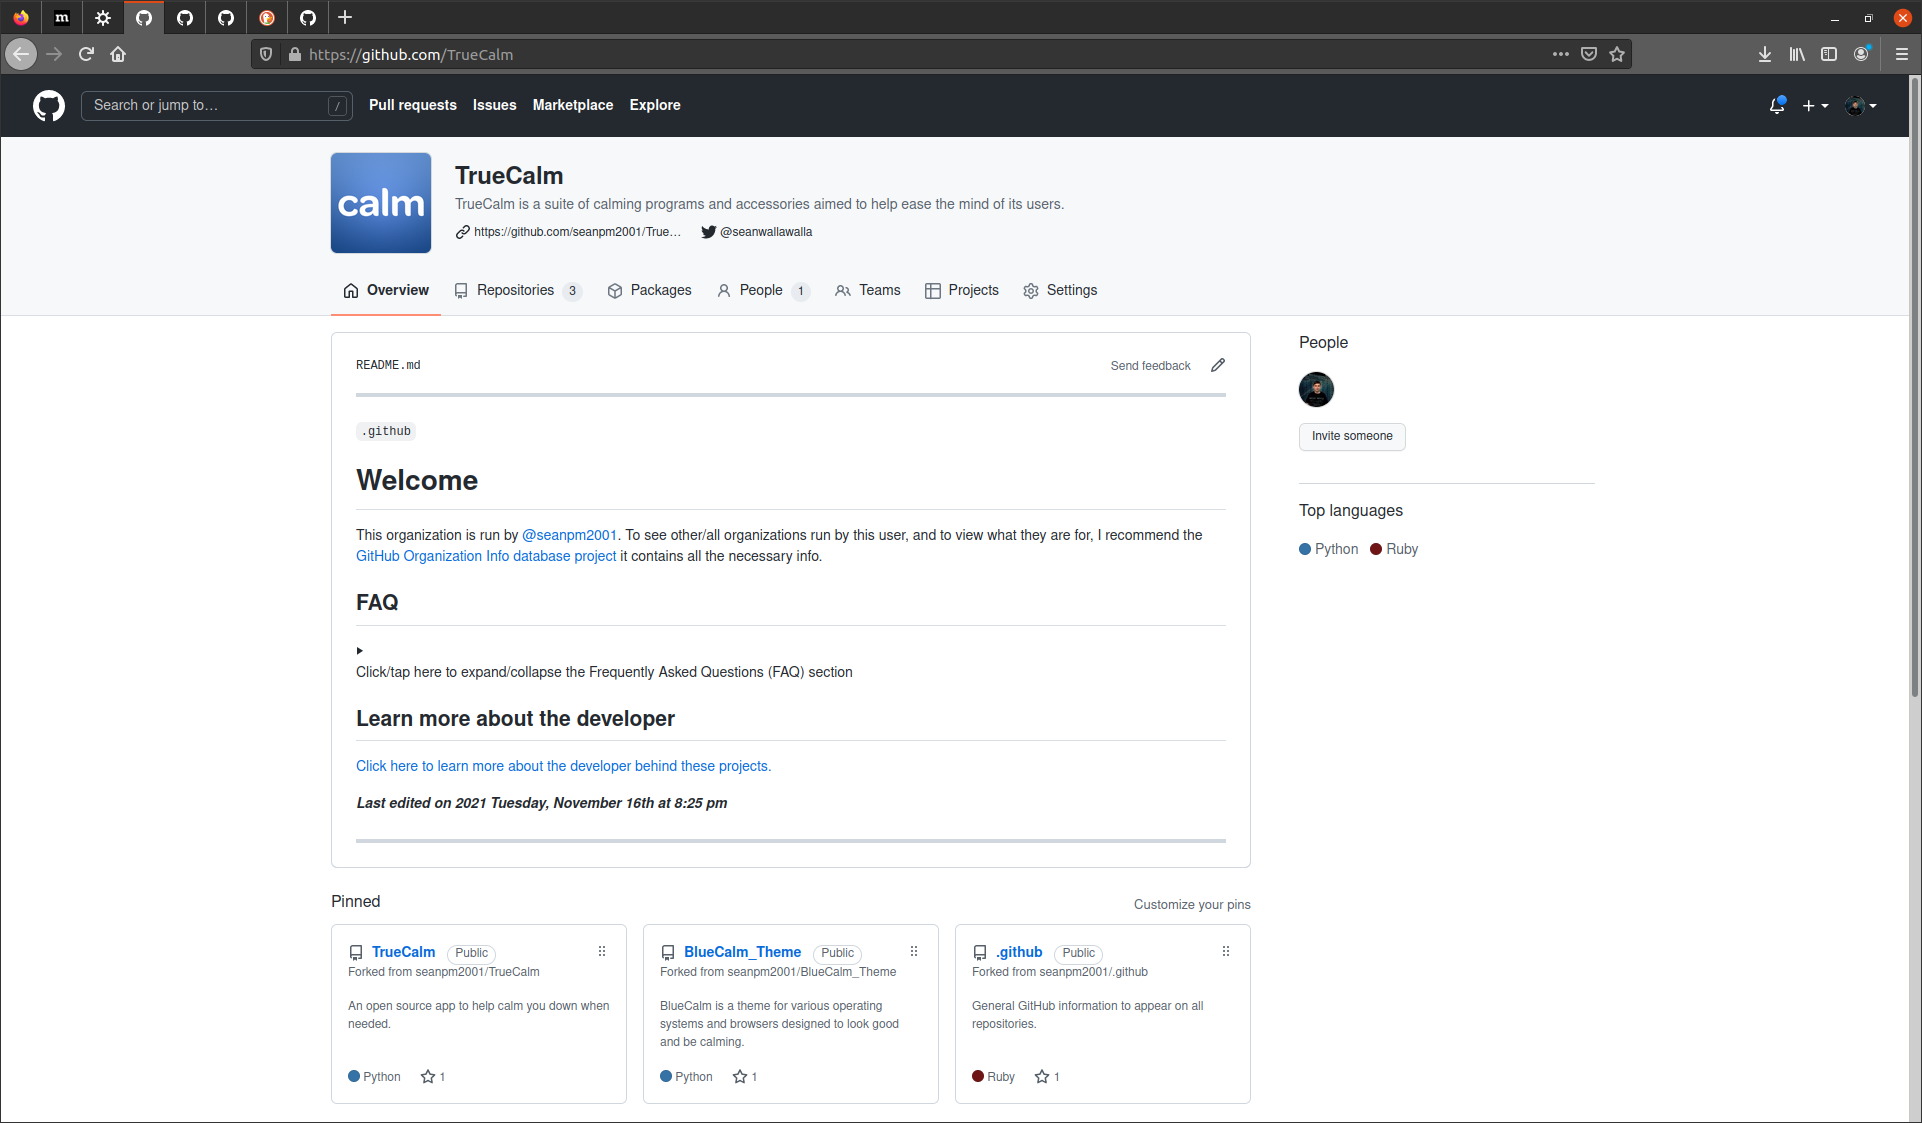 m
https://github.com/TrueCalm
Search or jump to…
/
Pull requests
Issues
Marketplace
Explore
calm
TrueCalm
TrueCalm is a suite of calming programs and accessories aimed to help ease the mind of its users.
https://github.com/seanpm2001/True…
@seanwallawalla
Overview
Repositories 3
Packages
People 1
Teams
Projects
Settings
README.md
Send feedback
.github
Welcome
This organization is run by @seanpm2001. To see other/all organizations run by this user, and to view what they are for, I recommend the
GitHub Organization Info database project it contains all the necessary info.
FAQ
Click/tap here to expand/collapse the Frequently Asked Questions (FAQ) section
Learn more about the developer
Click here to learn more about the developer behind these projects.
Last edited on 2021 Tuesday, November 16th at 8:25 pm
People
Invite someone
Top languages
Python
Ruby
Pinned
Customize your pins
TrueCalm Public
Forked from seanpm2001/TrueCalm
An open source app to help calm you down when
needed.
Python 1
BlueCalm_Theme Public
Forked from seanpm2001/BlueCalm_Theme
BlueCalm is a theme for various operating
systems and browsers designed to look good
and be calming.
Python 1
.github Public
Forked from seanpm2001/.github
General GitHub information to appear on all
repositories.
Ruby 1